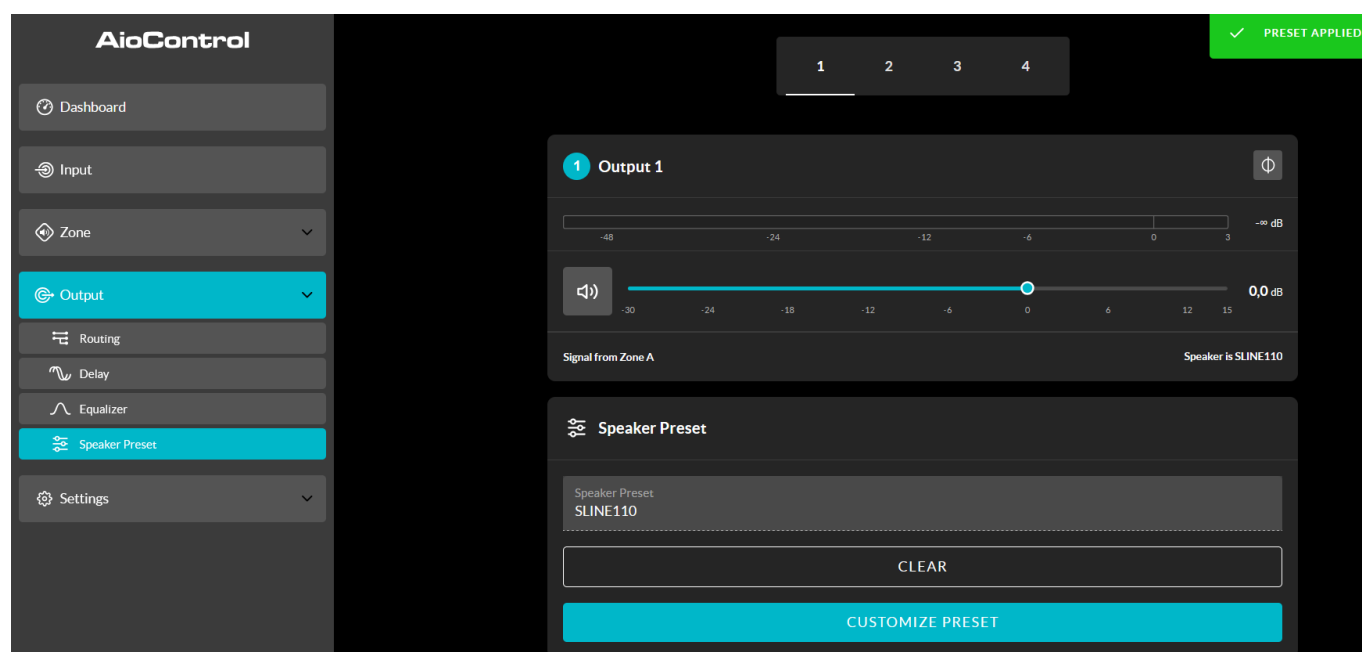 AioControl
Dashboard
Input
Zone
Output
Routing
Delay
Equalizer
Speaker Preset
Settings
PRESET APPLIED
1 2 3 4
1 Output 1
-∞ dB
-48 -24 -12 -6 0 3
0,0 dB
-30 -24 -18 -12 -6 0 6 12 15
Signal from Zone A Speaker is SLINE110
Speaker Preset
Speaker Preset
SLINE110
CLEAR
CUSTOMIZE PRESET